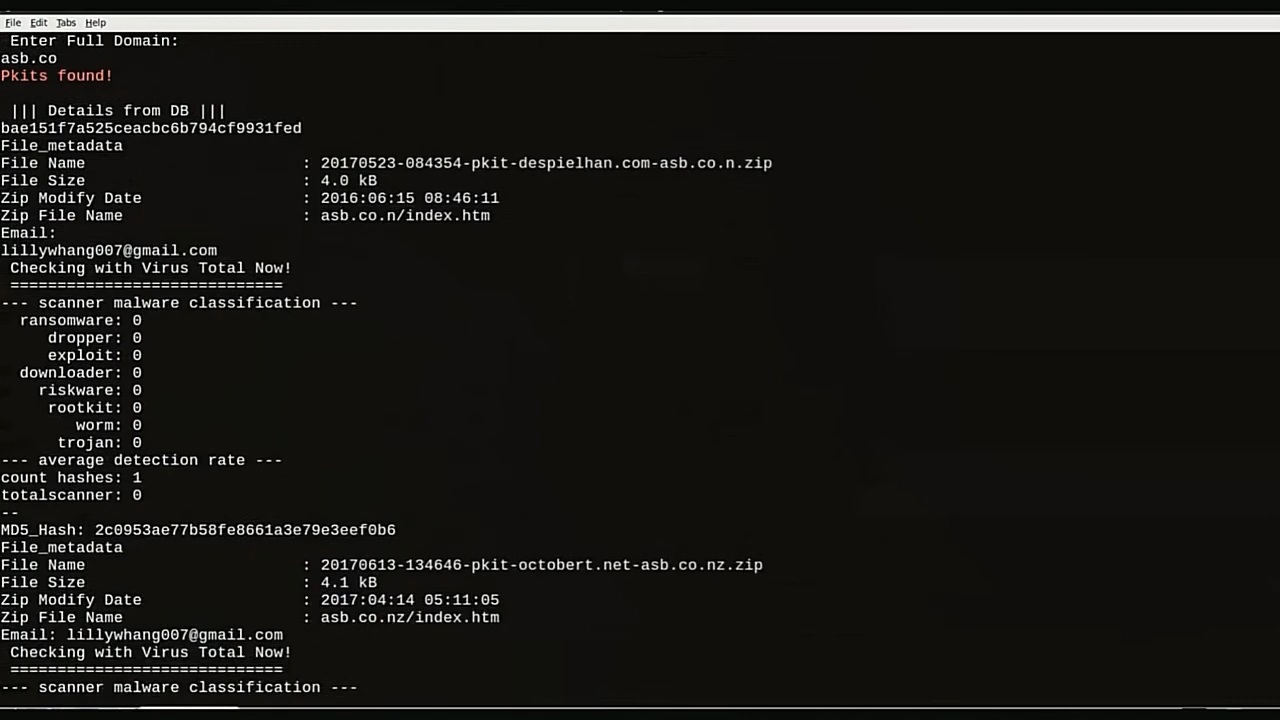 File Edit Tabs Help
Enter Full Domain:
asb.co
Pkits found!
||| Details from DB |||
bae151f7a525ceacbc6b794cf9931fed
File_metadata
File Name : 20170523-084354-pkit-despielhan.com-asb.co.n.zip
File Size : 4.0 kB
Zip Modify Date : 2016:06:15 08:46:11
Zip File Name : asb.co.n/index.htm
Email:
lillywhang007@gmail.com
Checking with Virus Total Now!
=============================
--- scanner malware classification ---
ransomware: 0
dropper: 0
exploit: 0
downloader: 0
riskware: 0
rootkit: 0
worm: 0
trojan: 0
--- average detection rate ---
count hashes: 1
totalscanner: 0
--
MD5_Hash: 2c0953ae77b58fe8661a3e79e3eef0b6
File_metadata
File Name : 20170613-134646-pkit-octobert.net-asb.co.nz.zip
File Size : 4.1 kB
Zip Modify Date : 2017:04:14 05:11:05
Zip File Name : asb.co.nz/index.htm
Email: lillywhang007@gmail.com
Checking with Virus Total Now!
=============================
--- scanner malware classification ---